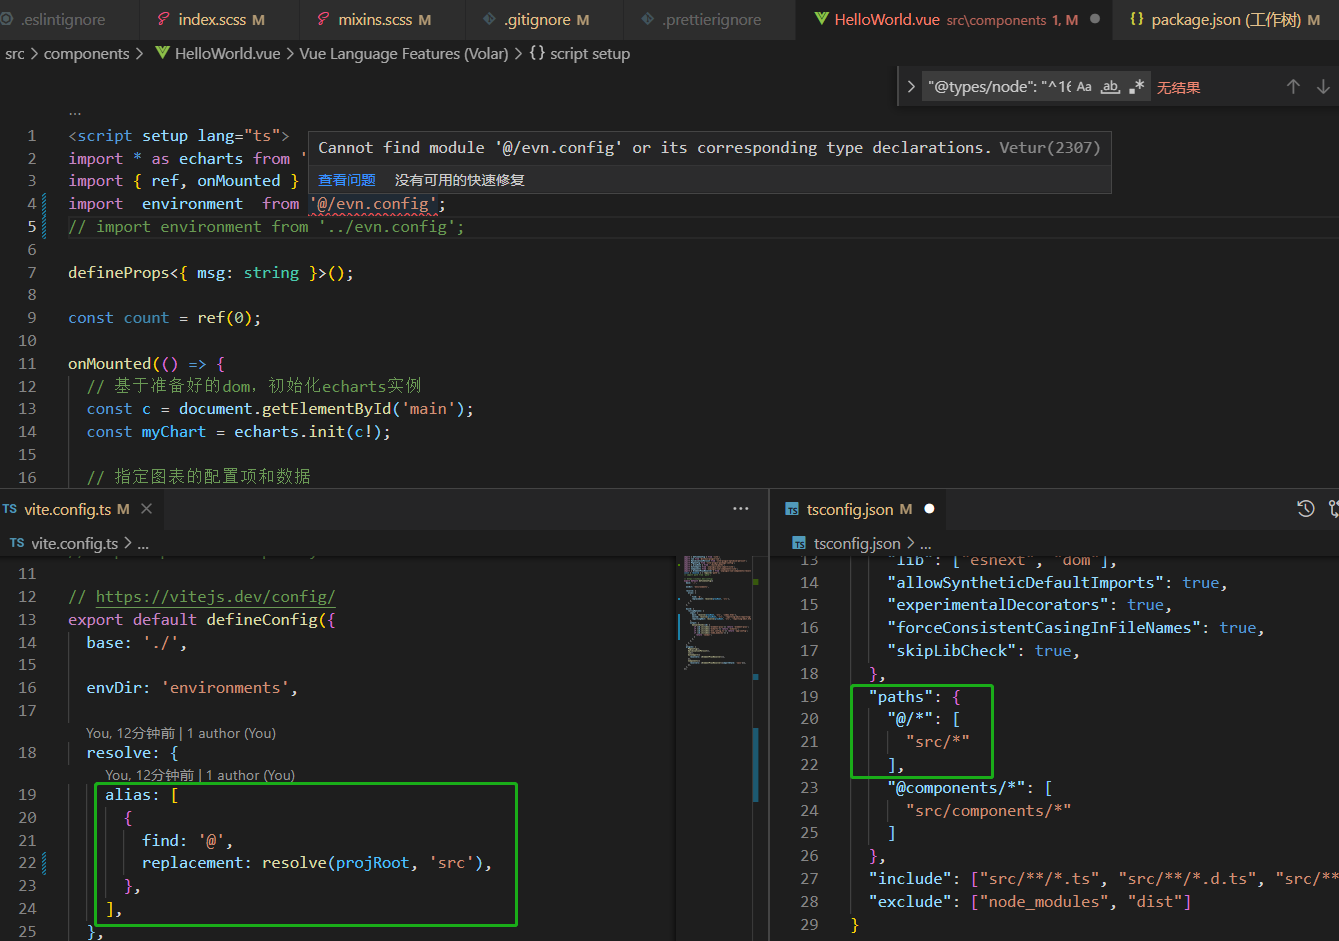 .eslintignore
index.scss M
mixins.scss M
.gitignore M
.prettierignore
HelloWorld.vue src\components 1, M
{} package.json (工作树) M
src > components > HelloWorld.vue > Vue Language Features (Volar) > {} script setup
"@types/node": "^16 Aa ab .* 无结果
...
1 <script setup lang="ts">
2 import * as echarts from '
Cannot find module '@/evn.config' or its corresponding type declarations. Vetur(2307)
3 import { ref, onMounted }
查看问题 没有可用的快速修复
4 import  environment  from '@/evn.config';
5 // import environment from '../evn.config';
6
7 defineProps<{ msg: string }>();
8
9 const count = ref(0);
10
11 onMounted(() => {
12 // 基于准备好的dom，初始化echarts实例
13 const c = document.getElementById('main');
14 const myChart = echarts.init(c!);
15
16 // 指定图表的配置项和数据
TS vite.config.ts M ×
...
TS vite.config.ts > ...
11
12 // https://vitejs.dev/config/
13 export default defineConfig({
14 base: './',
15
16 envDir: 'environments',
17
You, 12分钟前 | 1 author (You)
18 resolve: {
You, 12分钟前 | 1 author (You)
19 alias: [
20 {
21 find: '@',
22 replacement: resolve(projRoot, 'src'),
23 },
24 ],
25 },
TS tsconfig.json M
TS tsconfig.json > ...
13 "lib": ["esnext", "dom"],
14 "allowSyntheticDefaultImports": true,
15 "experimentalDecorators": true,
16 "forceConsistentCasingInFileNames": true,
17 "skipLibCheck": true,
18 },
19 "paths": {
20 "@/*": [
21 "src/*"
22 ],
23 "@components/*": [
24 "src/components/*"
25 ]
26 },
27 "include": ["src/**/*.ts", "src/**/*.d.ts", "src/**
28 "exclude": ["node_modules", "dist"]
29 }